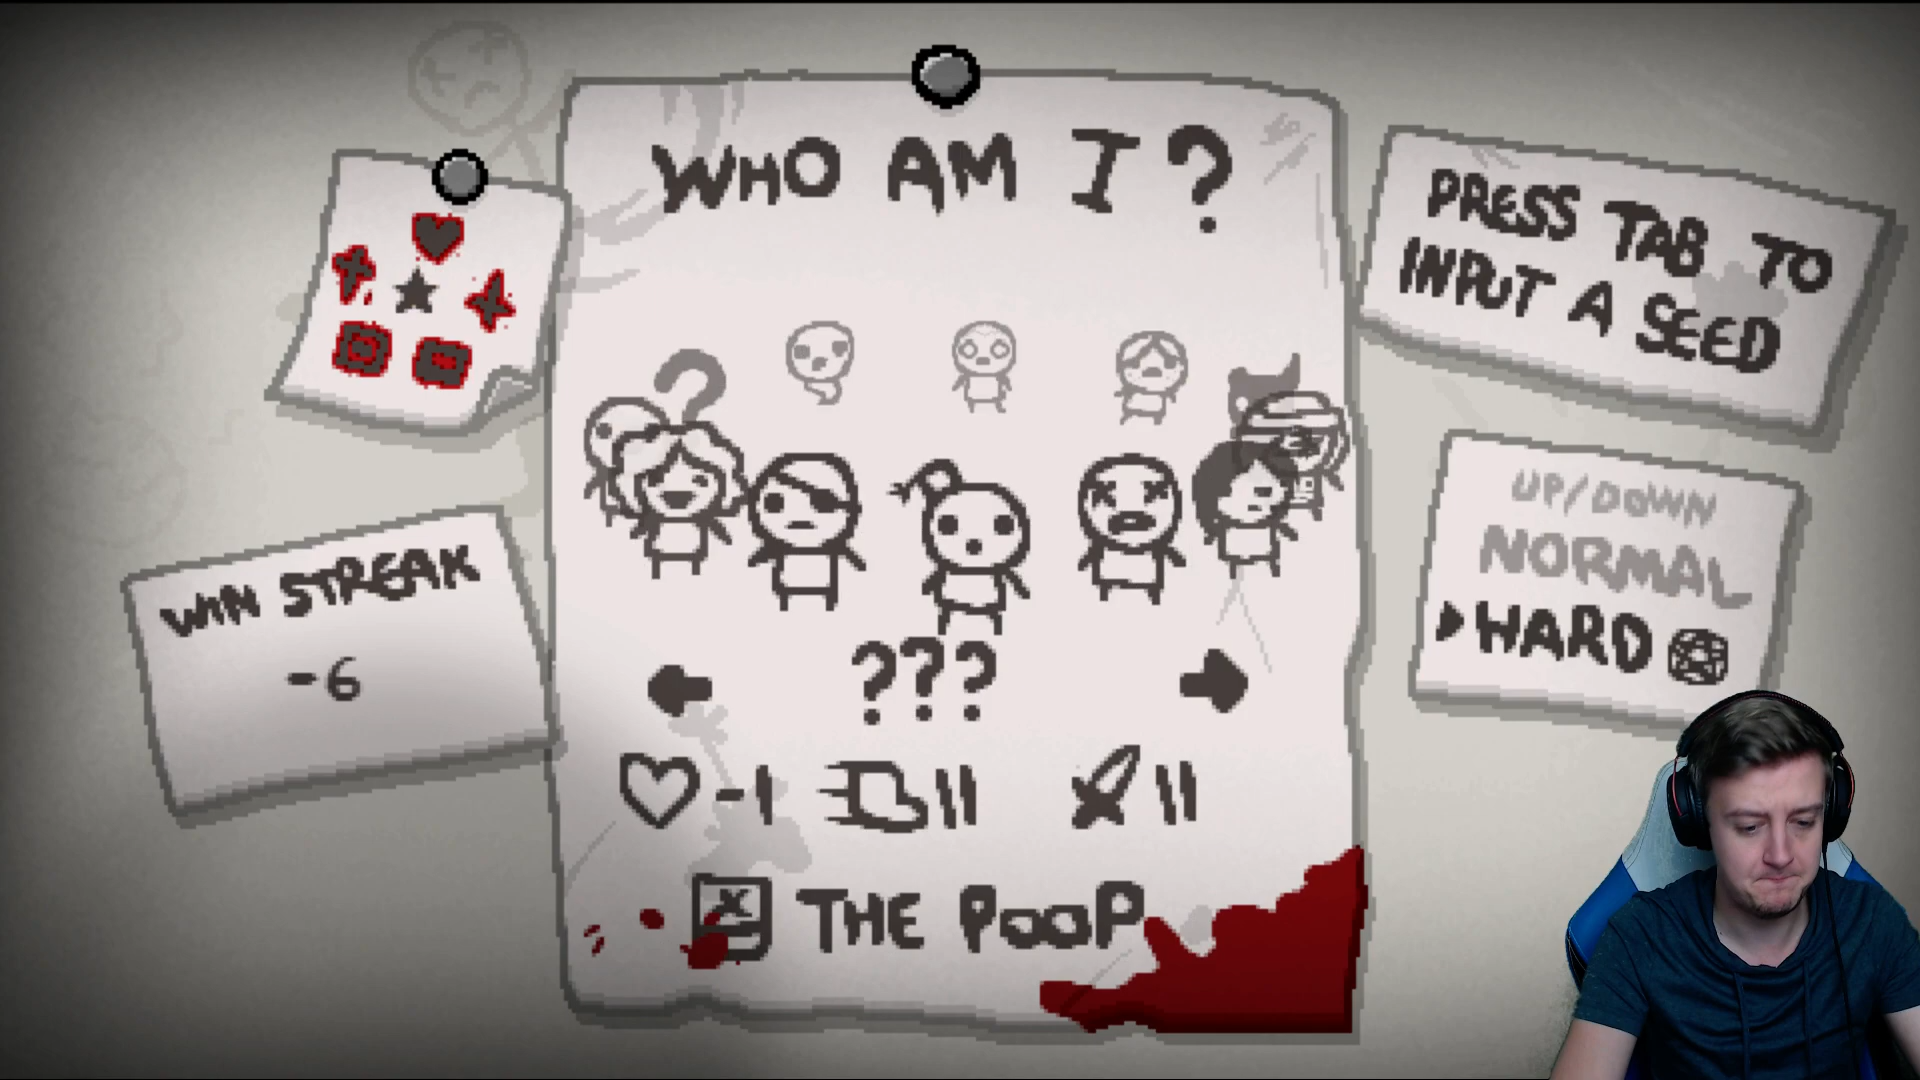 WHO AM I?
PRESS TAB TO
INPUT A SEED
UP/DOWN
NORMAL
HARD
WIN STREAK
-6
?
???
-1
THE POOP